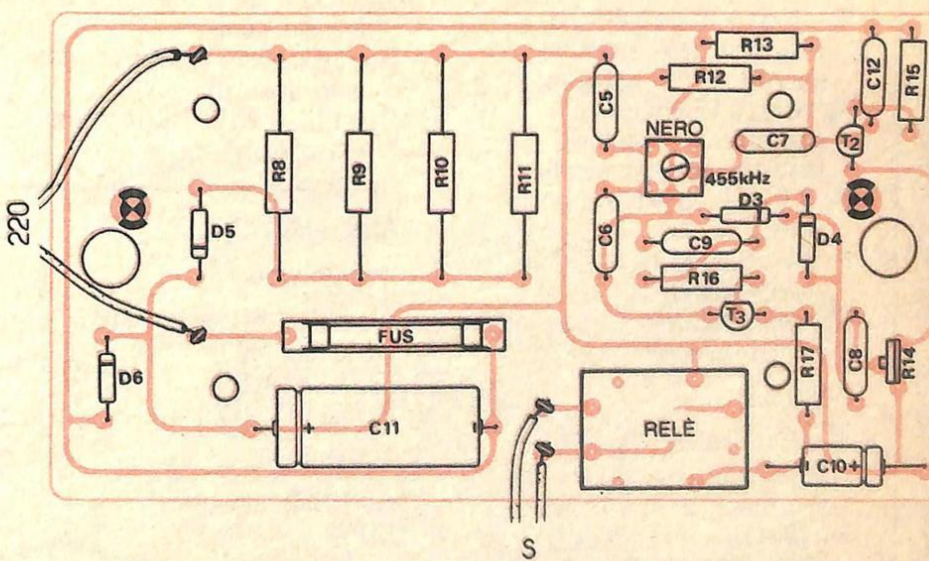 R13
R12
C12
R15
C5
NERO
C7
T2
220
R8
R9
R10
R11
455kHz
D3
D5
C6
C9
D4
R16
T3
FUS
R17
C8
R14
D6
+ C11 -
RELÈ
- C10 +
S